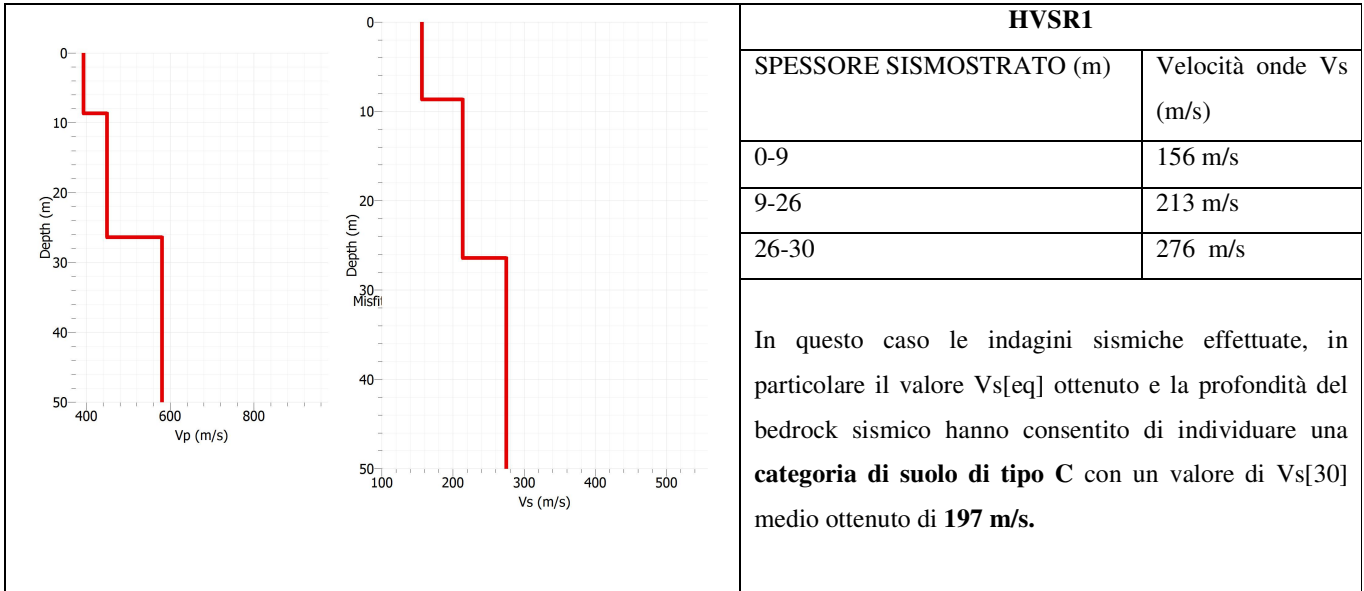 0
10
20
30
40
50
Depth (m)
400
600
800
Vp (m/s)
0
10
20
30
40
50
Depth (m)
Misfi
100
200
300
400
500
Vs (m/s)
HVSR1
SPESSORE SISMOSTRATO (m)
Velocità onde Vs
(m/s)
0-9
156 m/s
9-26
213 m/s
26-30
276 m/s
In questo caso le indagini sismiche effettuate, in
particolare il valore Vs[eq] ottenuto e la profondità del
bedrock sismico hanno consentito di individuare una
categoria di suolo di tipo C con un valore di Vs[30]
medio ottenuto di 197 m/s.